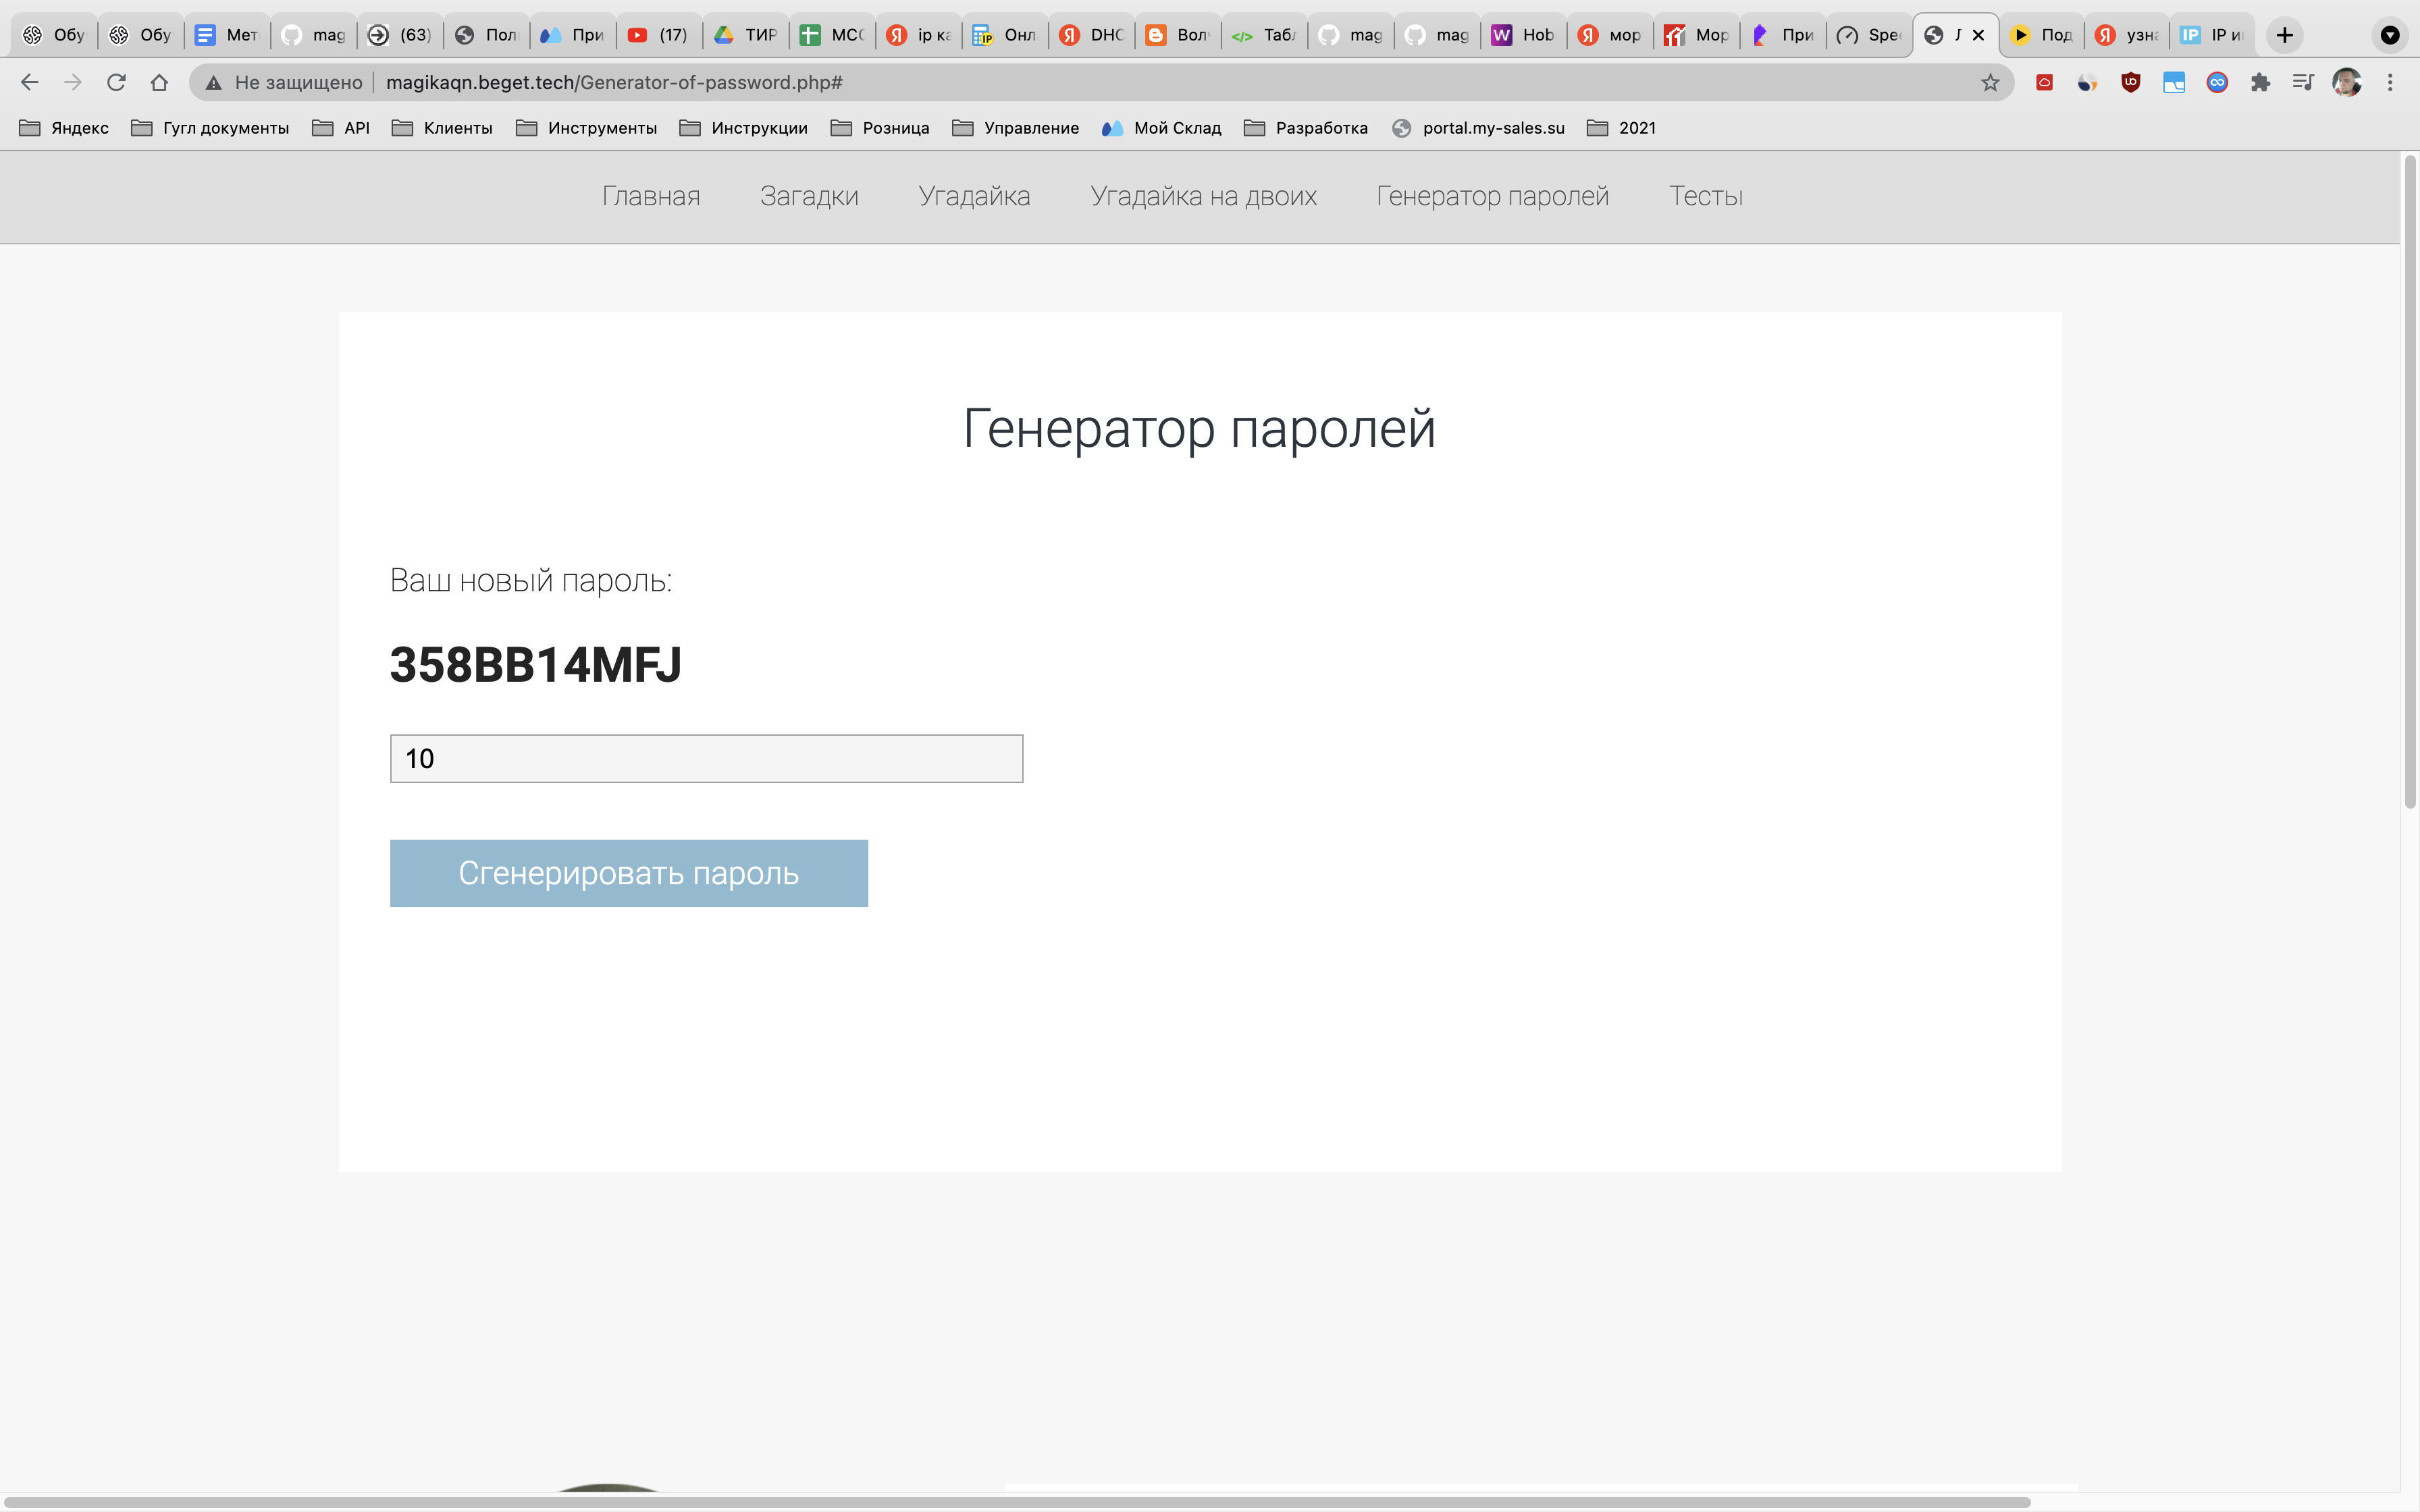 Обу Обу Мет mag (63) Пол При (17) ТИР МСС ip ка Онл DHC Вол Табл mag mag Hob мор Мор При Spee Л Под узна IP и
Не защищено magikaqn.beget.tech/Generator-of-password.php#
Яндекс Гугл документы API Клиенты Инструменты Инструкции Розница Управление Мой Склад Разработка portal.my-sales.su 2021
Главная Загадки Угадайка Угадайка на двоих Генератор паролей Тесты
Генератор паролей
Ваш новый пароль:
358BB14MFJ
10
Сгенерировать пароль